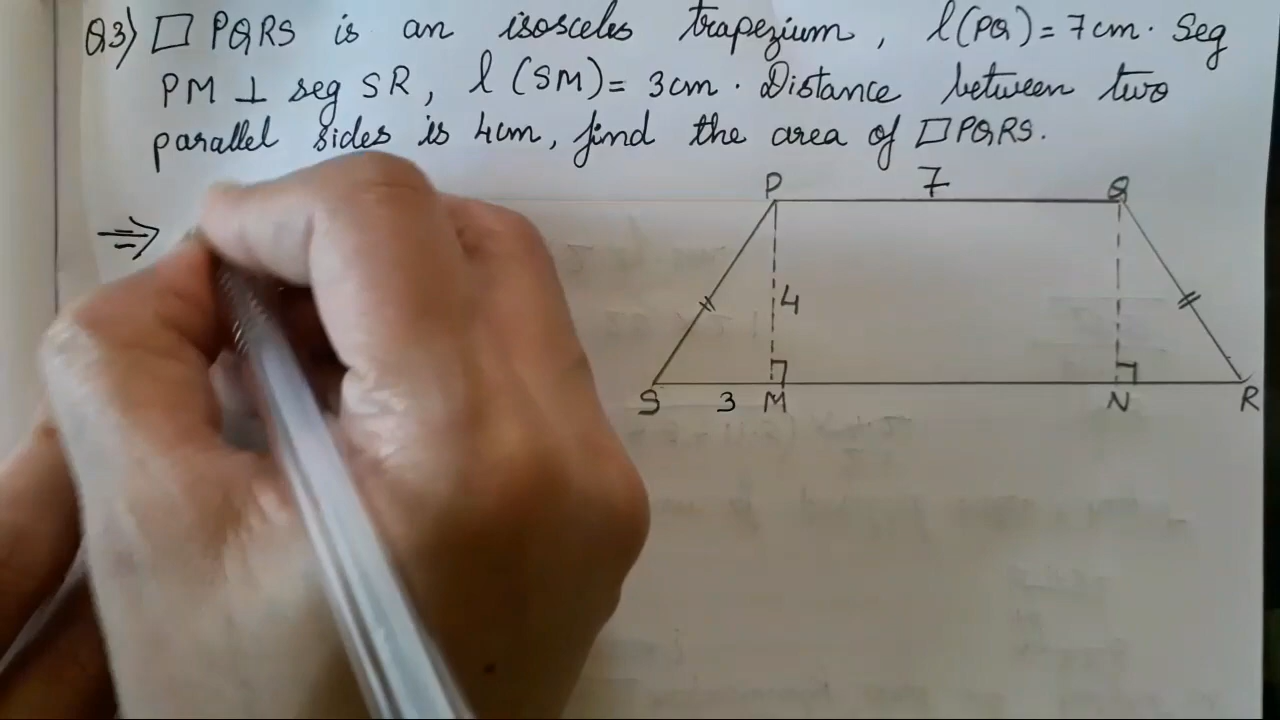 Q3) □ PQRS is an isosceles trapezium, l(PQ) = 7cm. Seg
PM ⊥ seg SR, l(SM) = 3cm. Distance between two
parallel sides is 4cm, find the area of □PQRS.
P 7 Q
⇒
4
S 3 M N R